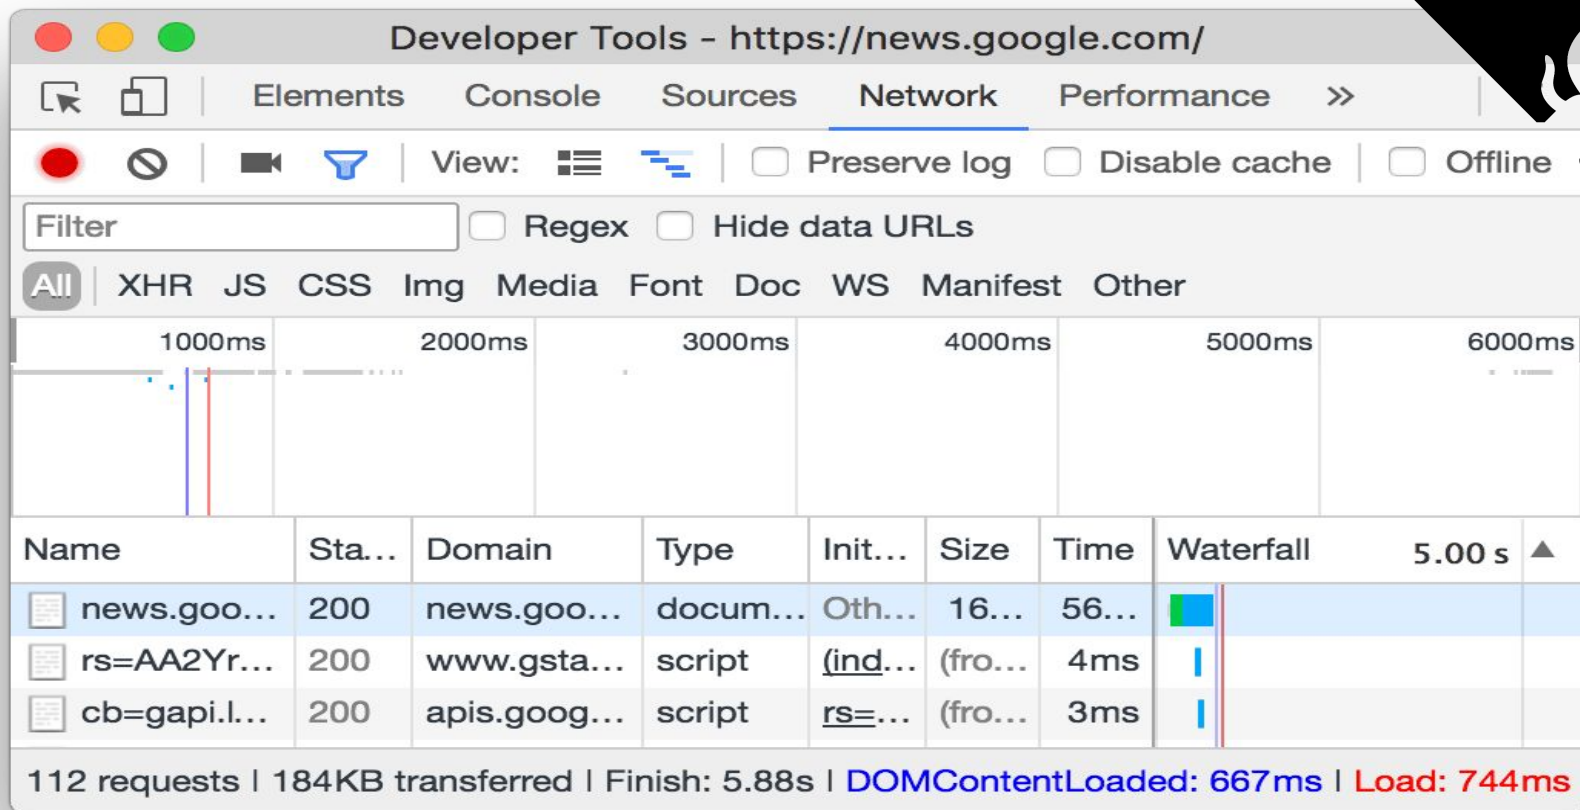 Developer Tools - https://news.google.com/
Elements Console Sources Network Performance »
View: Preserve log Disable cache Offline
Filter Regex Hide data URLs
All XHR JS CSS Img Media Font Doc WS Manifest Other
1000ms 2000ms 3000ms 4000ms 5000ms 6000ms
Name Sta... Domain Type Init... Size Time Waterfall 5.00 s ▲
news.goo... 200 news.goo... docum... Oth... 16... 56...
rs=AA2Yr... 200 www.gsta... script (ind... (fro... 4ms
cb=gapi.l... 200 apis.goog... script rs=... (fro... 3ms
112 requests | 184KB transferred | Finish: 5.88s | DOMContentLoaded: 667ms | Load: 744ms